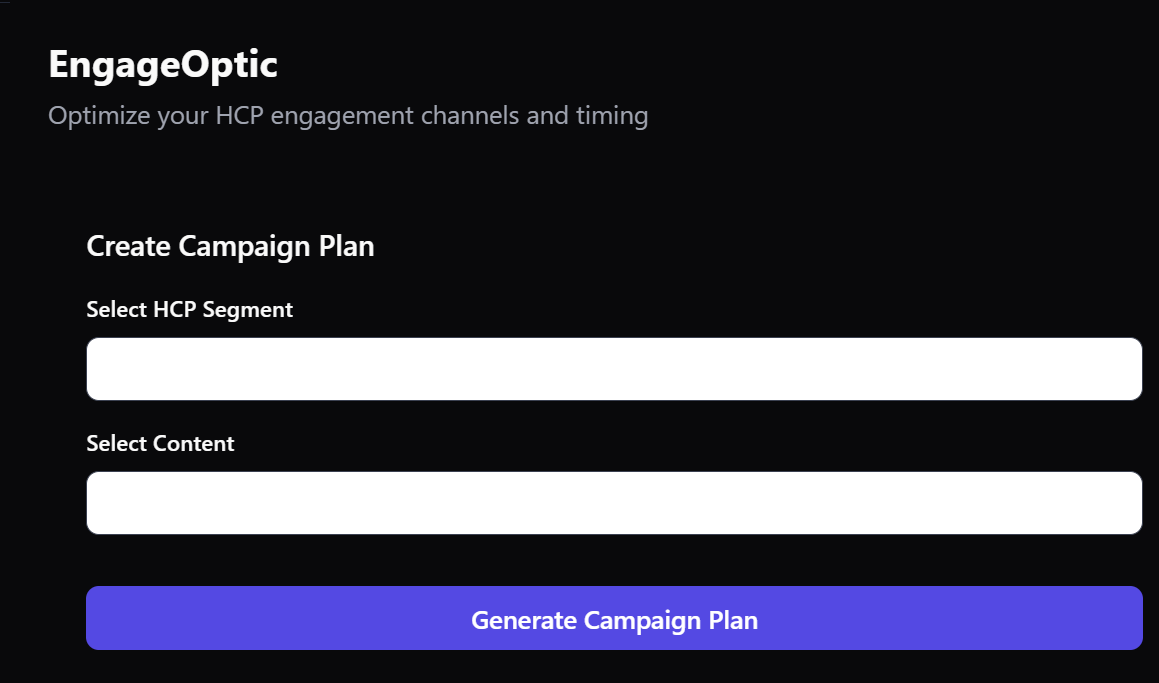 EngageOptic
Optimize your HCP engagement channels and timing
Create Campaign Plan
Select HCP Segment
Select Content
Generate Campaign Plan